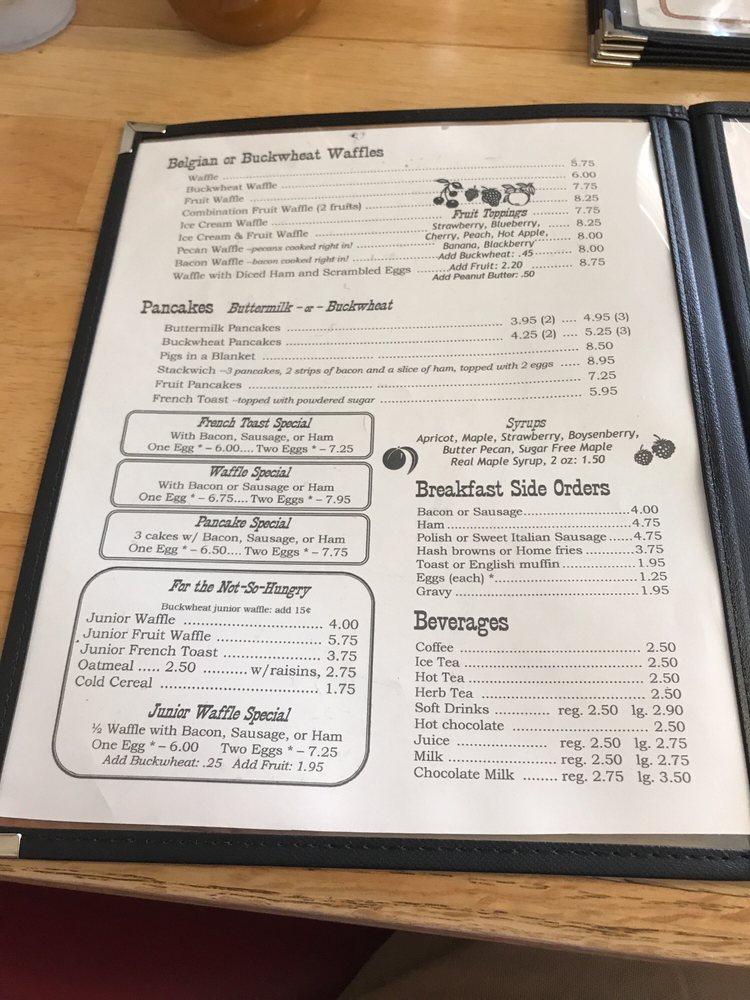 Belgian or Buckwheat Waffles
Waffle ........ 5.75
Buckwheat Waffle ........ 6.00
Fruit Waffle ........ 7.75
Combination Fruit Waffle (2 fruits) ........ 8.25
Ice Cream Waffle ........ 7.75
Ice Cream & Fruit Waffle ........ 8.25
Pecan Waffle –pecans cooked right in! ........ 8.00
Bacon Waffle –bacon cooked right in! ........ 8.00
Waffle with Diced Ham and Scrambled Eggs ........ 8.75
Fruit Toppings
Strawberry, Blueberry,
Cherry, Peach, Hot Apple,
Banana, Blackberry
Add Buckwheat: .45
Add Fruit: 2.20
Add Peanut Butter: .50
Pancakes Buttermilk –or– Buckwheat
Buttermilk Pancakes ........ 3.95 (2) .... 4.95 (3)
Buckwheat Pancakes ........ 4.25 (2) .... 5.25 (3)
Pigs in a Blanket ........ 8.50
Stackwich –3 pancakes, 2 strips of bacon and a slice of ham, topped with 2 eggs ..... 8.95
Fruit Pancakes ........ 7.25
French Toast –topped with powdered sugar ........ 5.95
French Toast Special
With Bacon, Sausage, or Ham
One Egg * – 6.00.... Two Eggs * – 7.25
Waffle Special
With Bacon or Sausage or Ham
One Egg * – 6.75.... Two Eggs * – 7.95
Pancake Special
3 cakes w/ Bacon, Sausage, or Ham
One Egg * – 6.50.... Two Eggs * – 7.75
For the Not-So-Hungry
Buckwheat junior waffle: add 15¢
Junior Waffle ........ 4.00
Junior Fruit Waffle ........ 5.75
Junior French Toast ........ 3.75
Oatmeal ..... 2.50 .......... w/raisins, 2.75
Cold Cereal ........ 1.75
Junior Waffle Special
½ Waffle with Bacon, Sausage, or Ham
One Egg * – 6.00 Two Eggs * – 7.25
Add Buckwheat: .25 Add Fruit: 1.95
Syrups
Apricot, Maple, Strawberry, Boysenberry,
Butter Pecan, Sugar Free Maple
Real Maple Syrup, 2 oz: 1.50
Breakfast Side Orders
Bacon or Sausage........4.00
Ham ........4.75
Polish or Sweet Italian Sausage ......4.75
Hash browns or Home fries ........3.75
Toast or English muffin........1.95
Eggs (each) *........1.25
Gravy ........1.95
Beverages
Coffee ........ 2.50
Ice Tea ........ 2.50
Hot Tea ........ 2.50
Herb Tea ........ 2.50
Soft Drinks .......... reg. 2.50 lg. 2.90
Hot chocolate ........ 2.50
Juice .................. reg. 2.50 lg. 2.75
Milk .................... reg. 2.50 lg. 2.75
Chocolate Milk ........ reg. 2.75 lg. 3.50